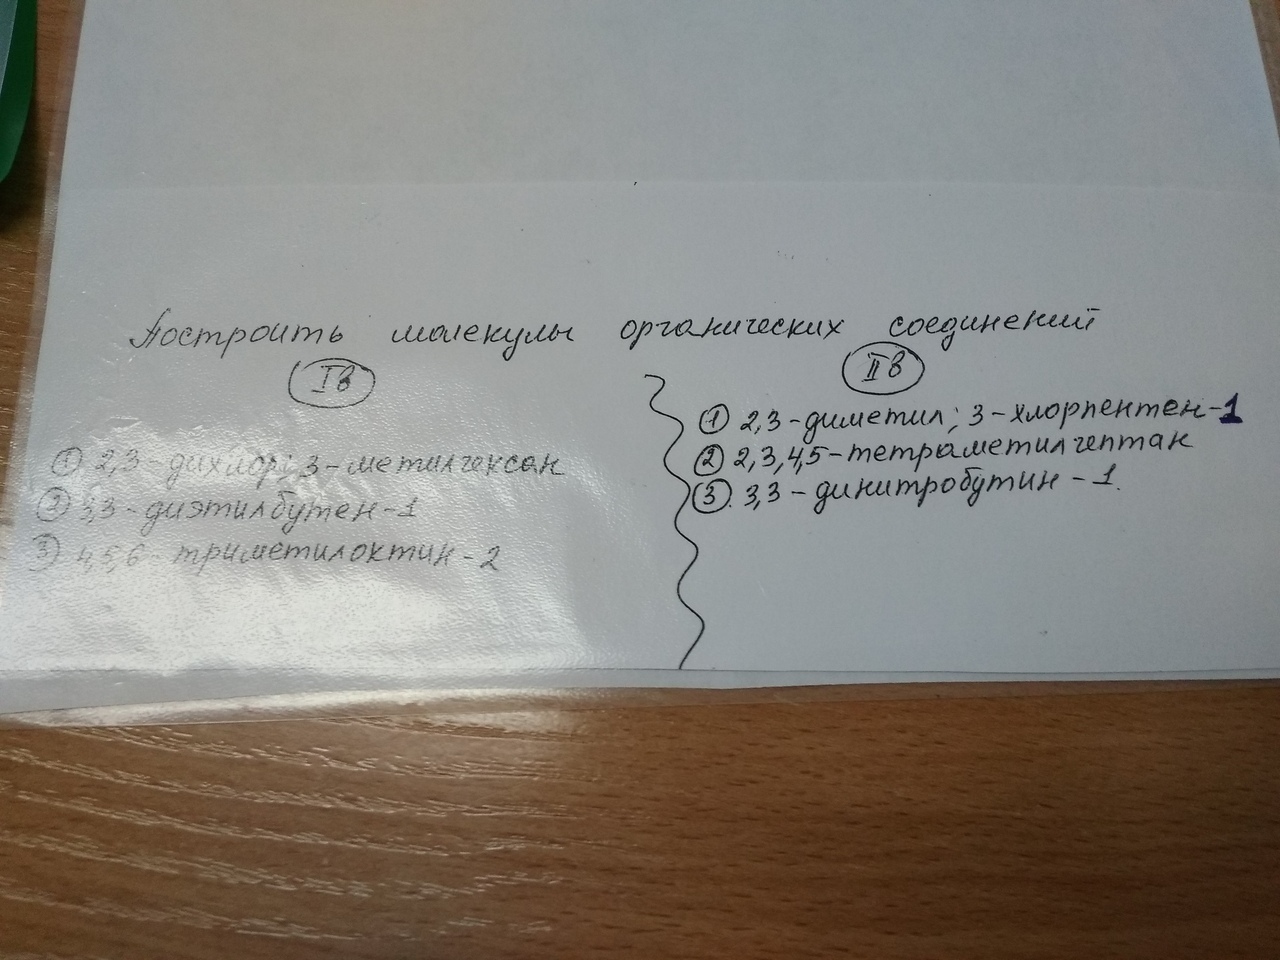 Построить молекулы органических соединений
I в
① 2,3-дихлор; 3-метилгексан
② 3,3-диэтилбутен-1
③ 4,5,6-триметилоктин-2
II в
① 2,3-диметил; 3-хлорпентен-1
② 2,3,4,5-тетраметилгептан
③. 3,3-динитробутин-1.